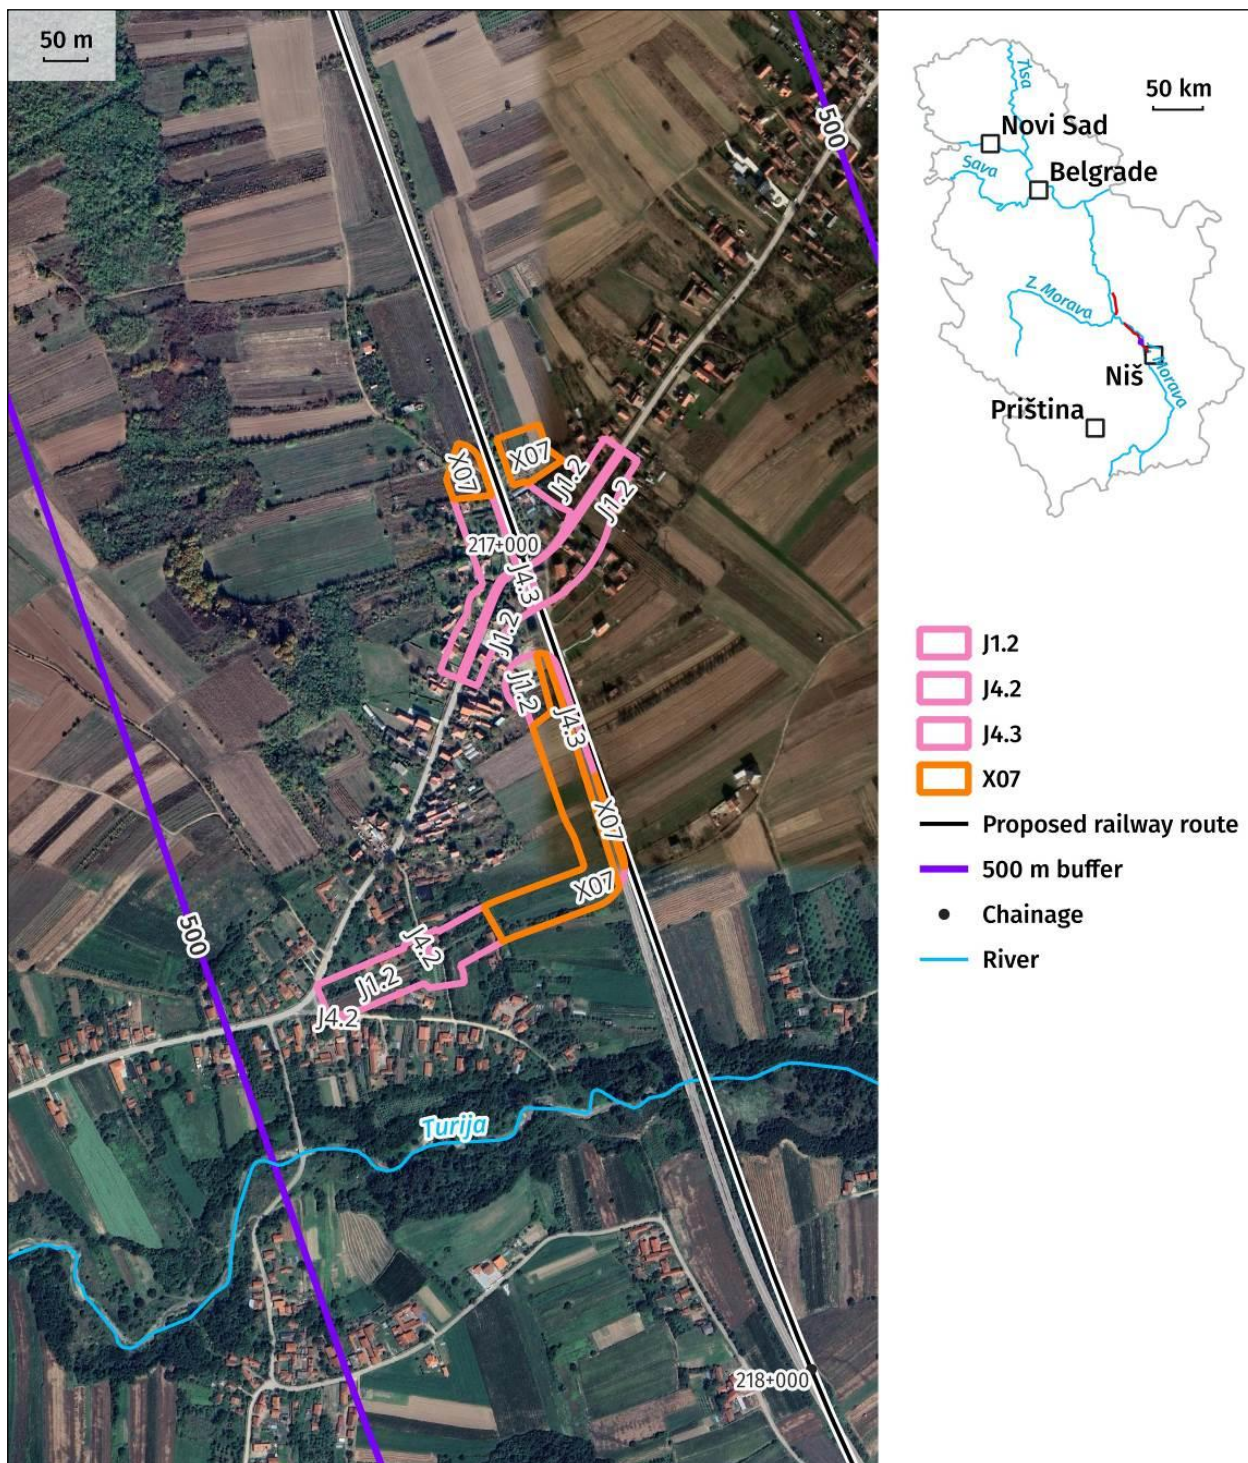 50 m
500
X07
X07
J1.2
J1.2
217+000
J4.3
J1.2
J1.2
J4.3
X07
X07
J4.2
J1.2
J4.2
500
Turija
218+000
Tisa
50 km
Novi Sad
Sava
Belgrade
Z. Morava
Niš
Morava
Priština
J1.2
J4.2
J4.3
X07
Proposed railway route
500 m buffer
Chainage
River